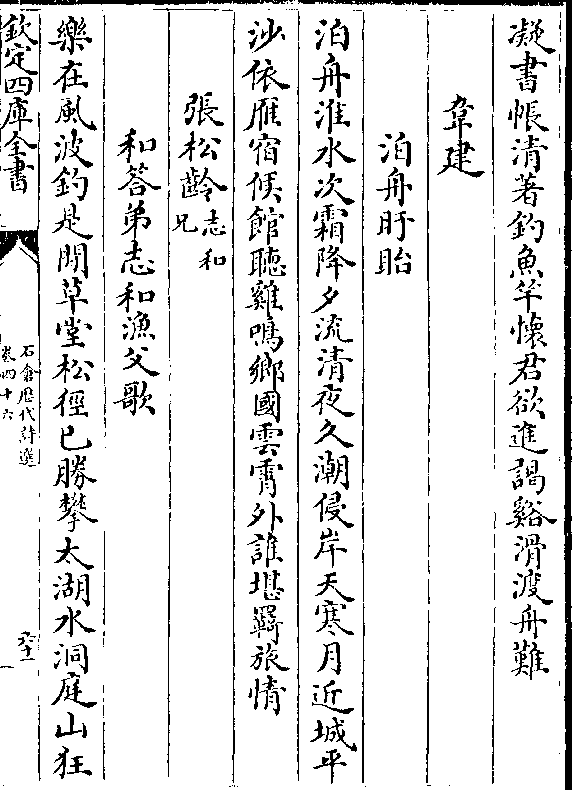 凝書帳清著釣魚竿懷君欲進謁谿滑渡舟難
韋建
泊舟盱眙
泊舟淮水次霜降夕流清夜久潮侵岸天寒月近城平
沙依雁宿候館聽雞鳴鄉國雲霄外誰堪羇旅情
張松齡志和兄
和答弟志和漁父歌
樂在風波釣是閒草堂松徑已勝攀太湖水洞庭山狂
欽定四庫全書
石倉歷代詩選
卷四十六